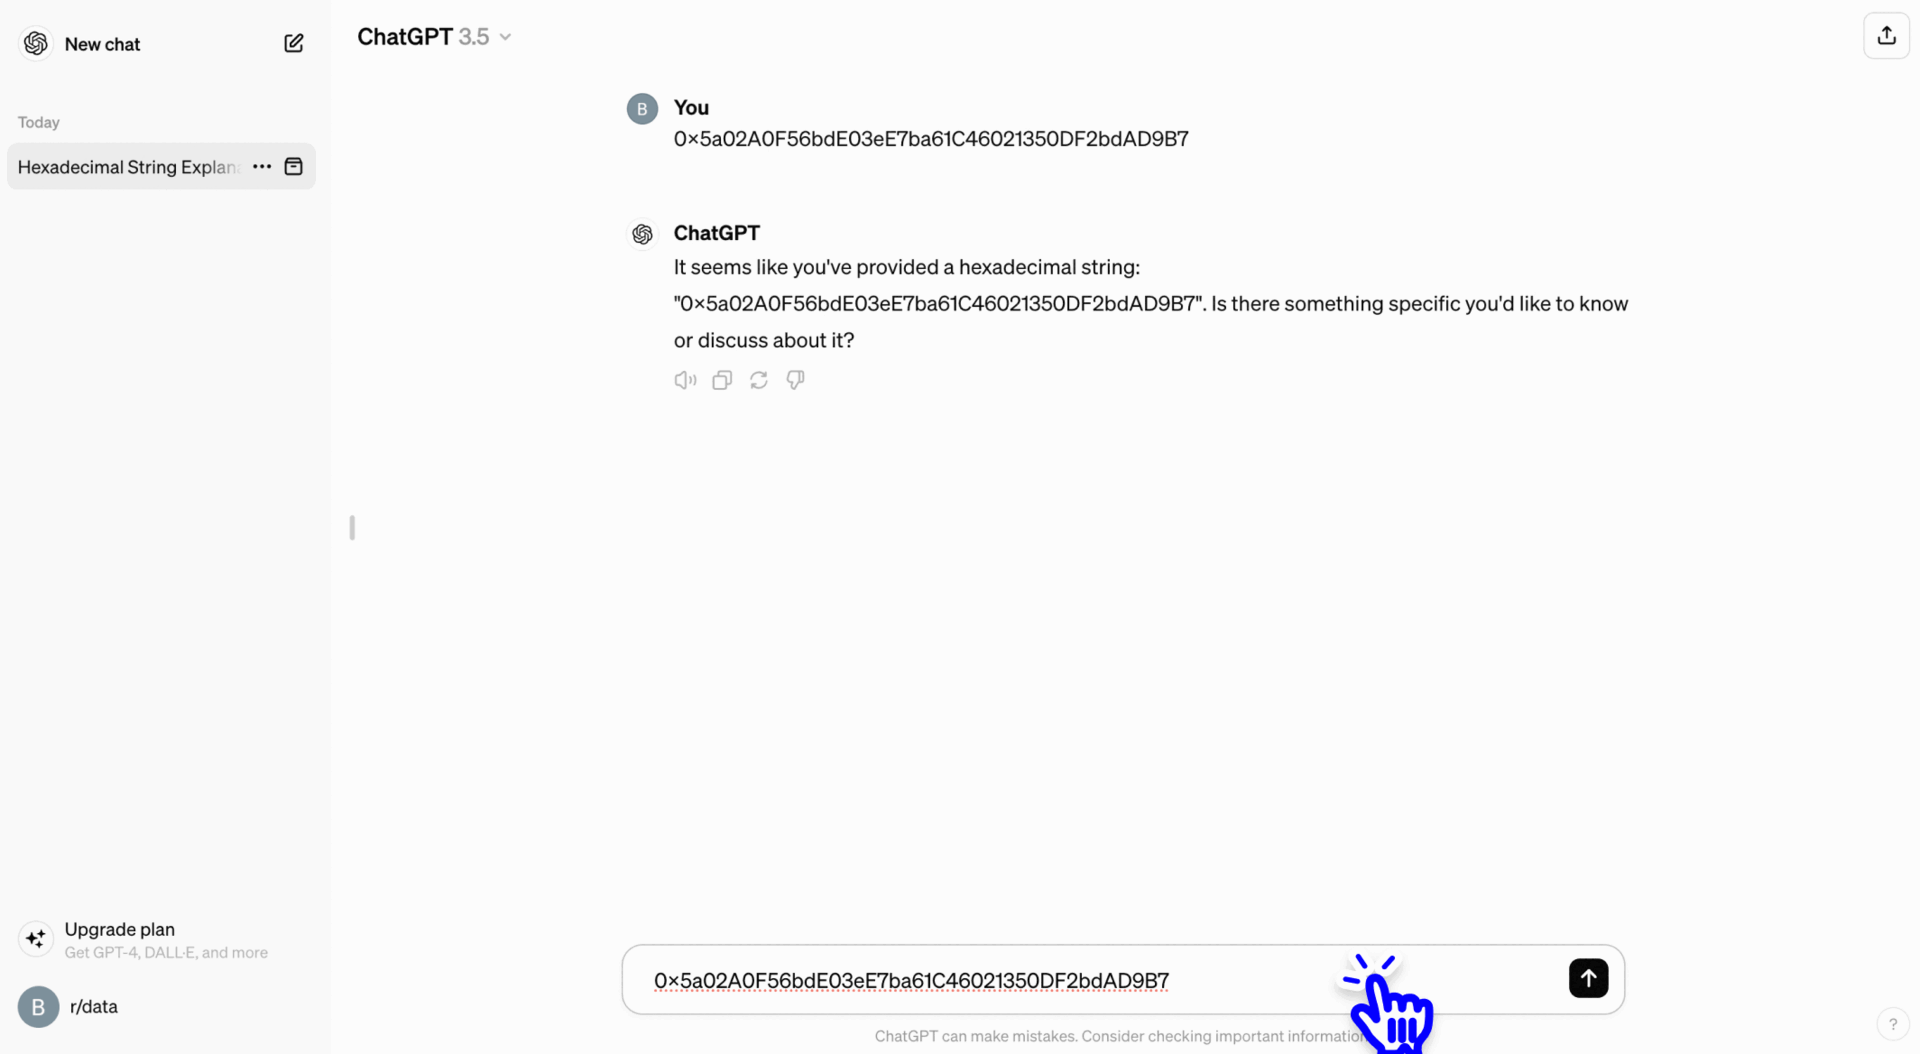 New chat
ChatGPT 3.5
Today
Hexadecimal String Explan
You
0×5a02A0F56bdE03eE7ba61C46021350DF2bdAD9B7
ChatGPT
It seems like you've provided a hexadecimal string:
"0×5a02A0F56bdE03eE7ba61C46021350DF2bdAD9B7". Is there something specific you'd like to know
or discuss about it?
Upgrade plan
Get GPT-4, DALL·E, and more
B r/data
0×5a02A0F56bdE03eE7ba61C46021350DF2bdAD9B7
ChatGPT can make mistakes. Consider checking important information
B
?